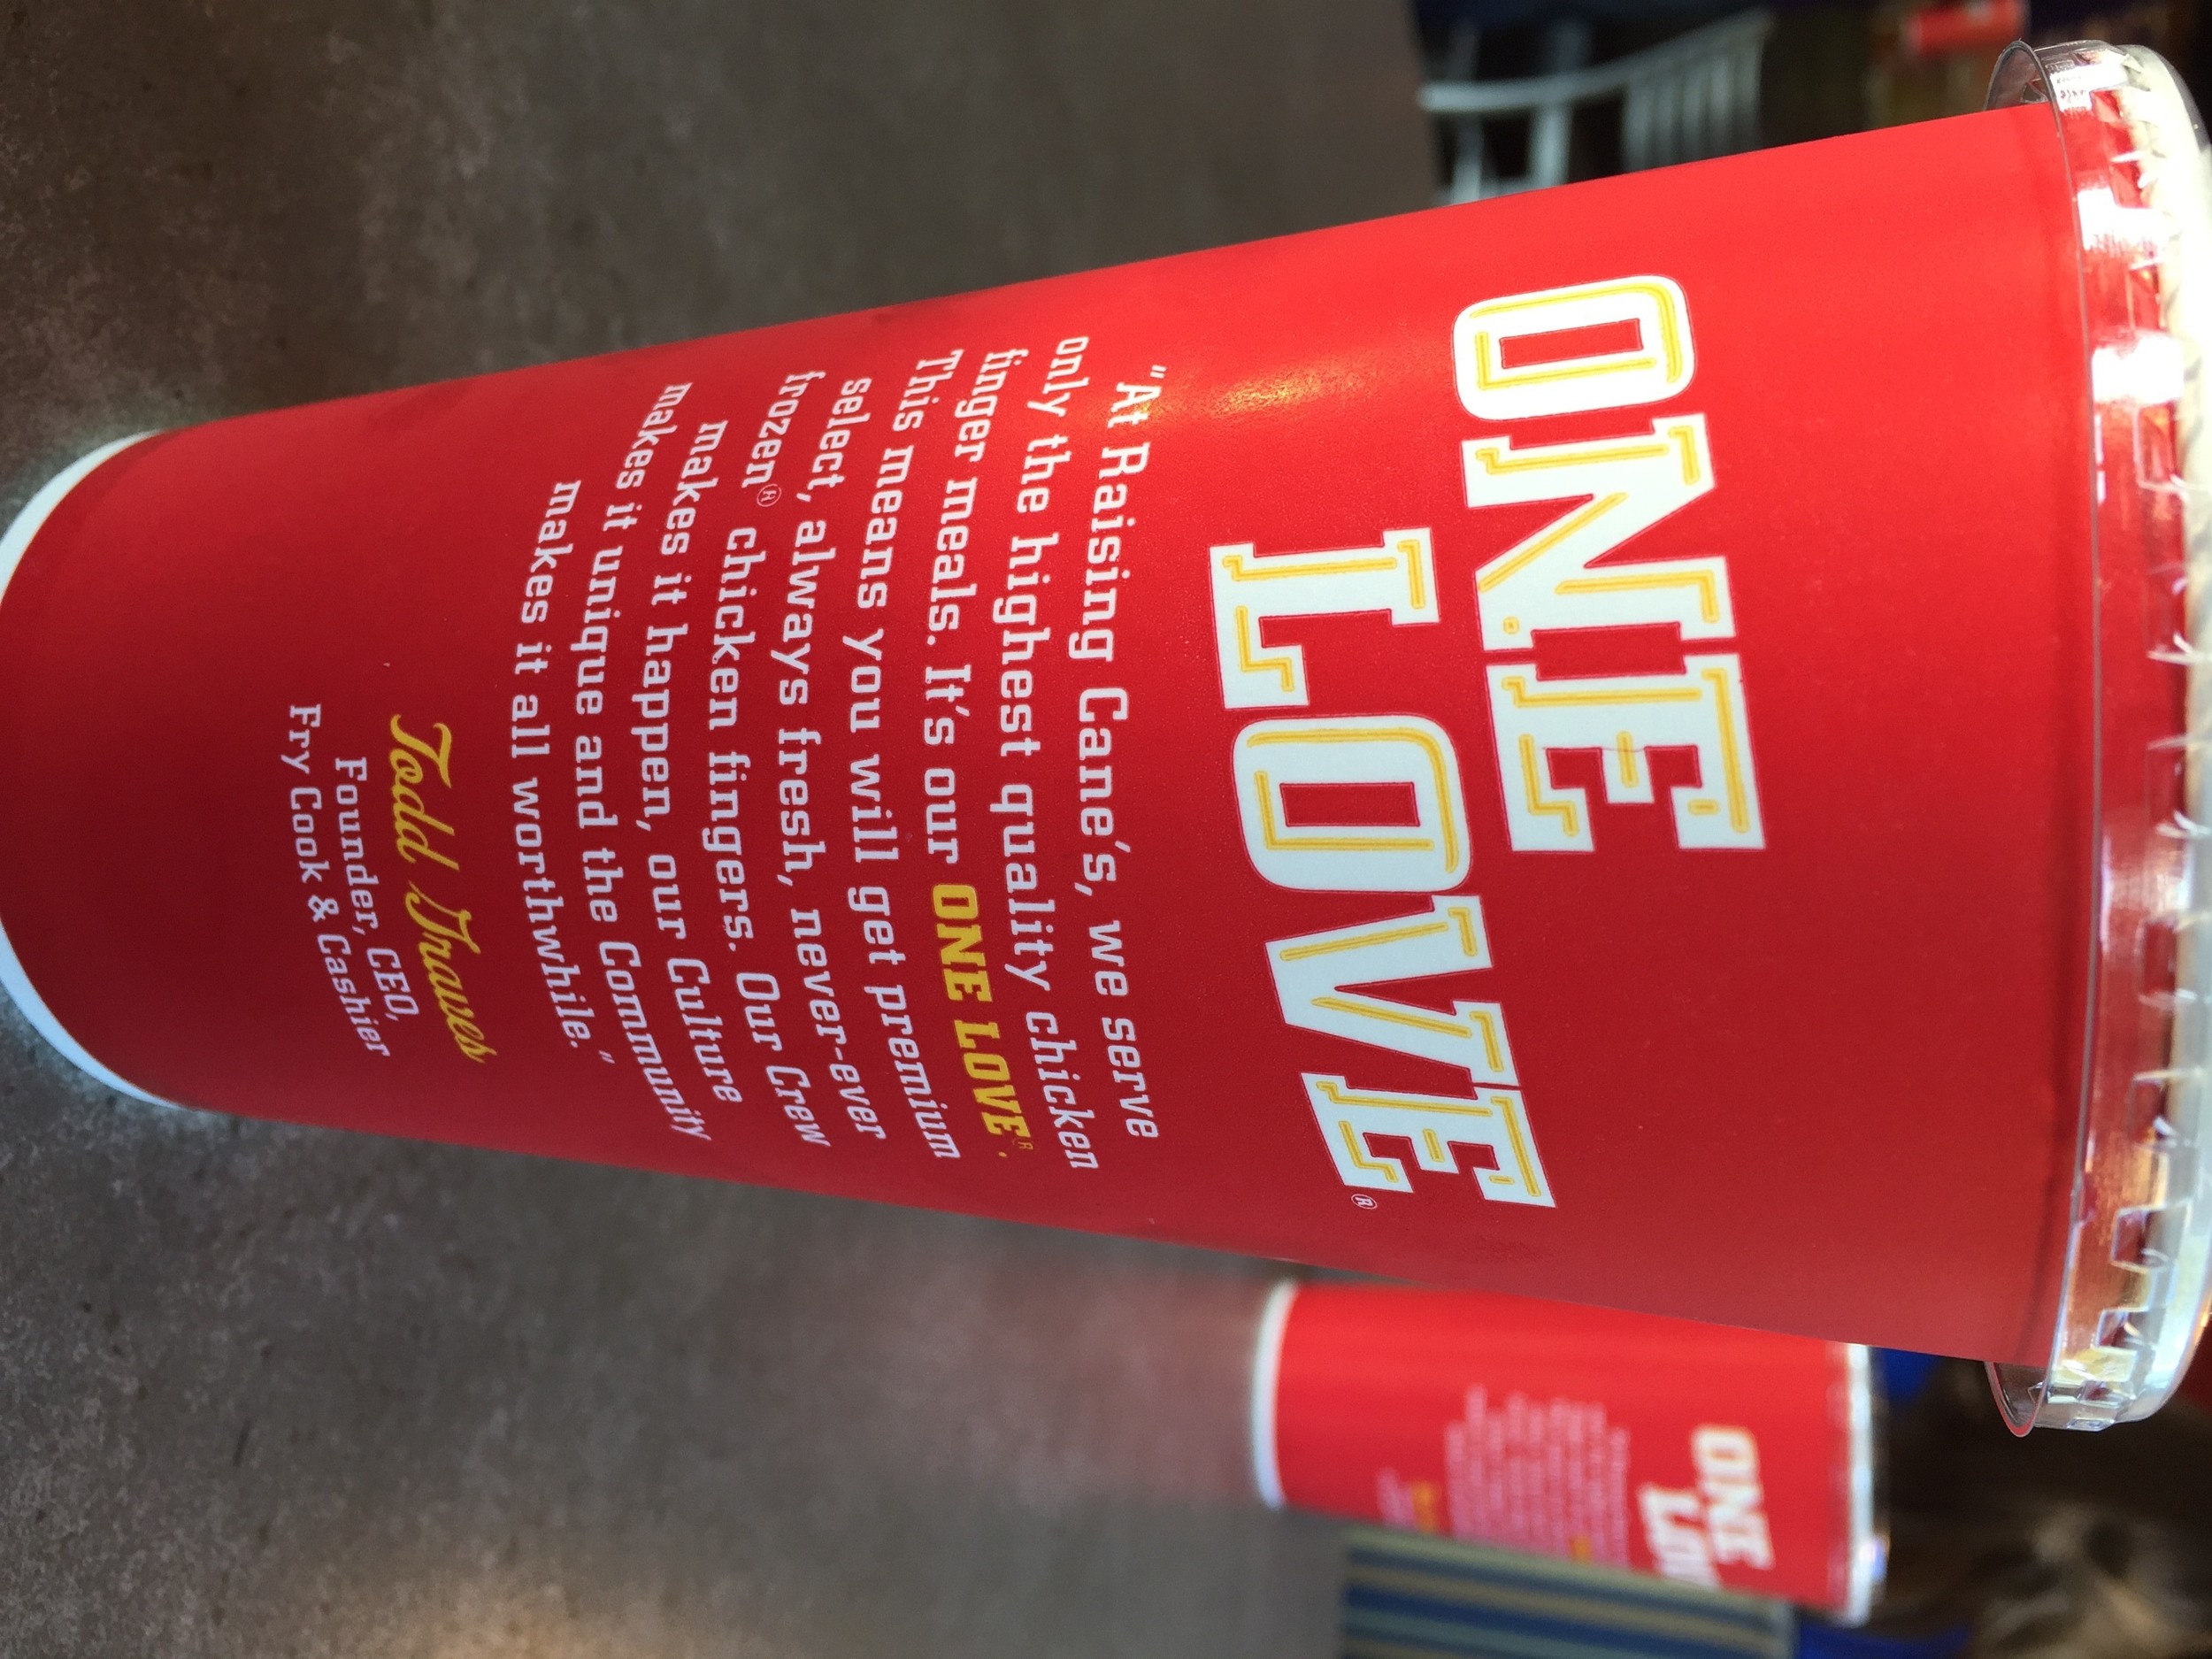 ONE
LOVE®
"At Raising Cane's, we serve
only the highest quality chicken
finger meals. It's our ONE LOVE®.
This means you will get premium
select, always fresh, never-ever
frozen® chicken fingers. Our Crew
makes it happen, our Culture
makes it unique and the Community
makes it all worthwhile."
Todd Graves
Founder, CEO,
Fry Cook & Cashier
ONE